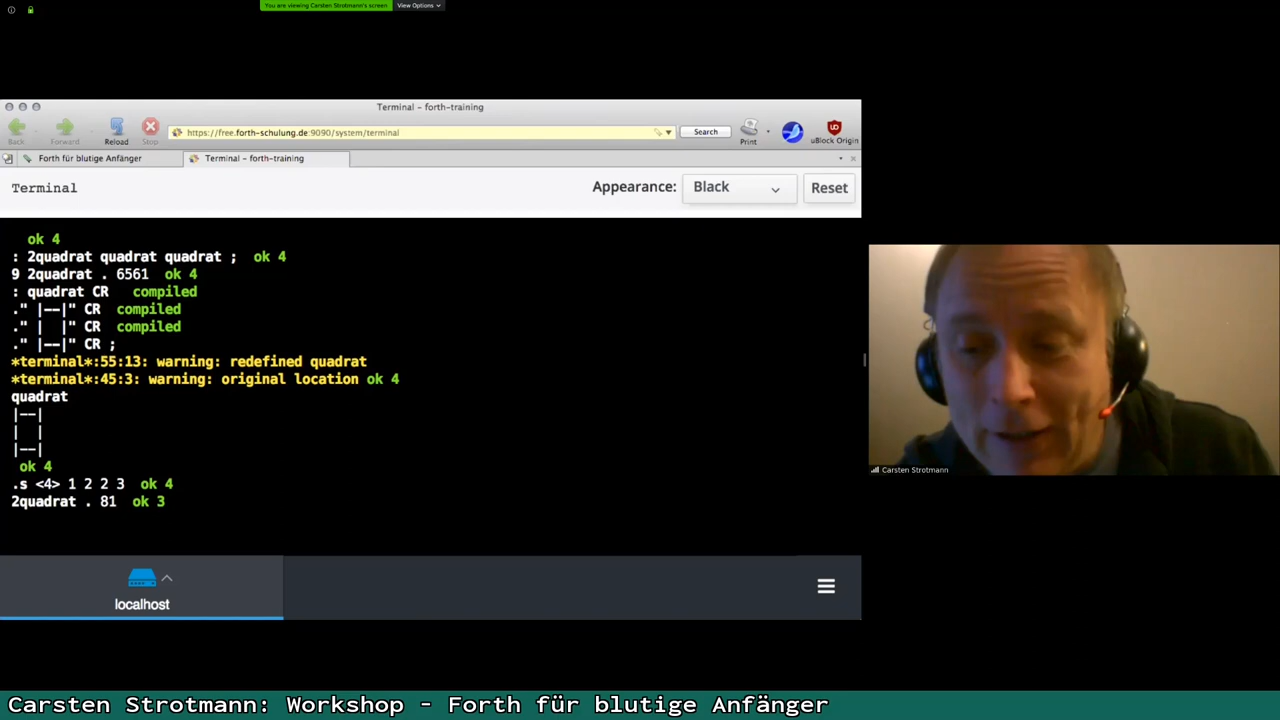 You are viewing Carsten Strotmann's screen View Options
Terminal - forth-training
Back Forward Reload Stop https://free.forth-schulung.de:9090/system/terminal Search Print uBlock Origin
Forth für blutige Anfänger Terminal - forth-training
Terminal Appearance: Black Reset
ok 4
: 2quadrat quadrat quadrat ; ok 4
9 2quadrat . 6561 ok 4
: quadrat CR compiled
." |--|" CR compiled
." |  |" CR compiled
." |--|" CR ;
*terminal*:55:13: warning: redefined quadrat
*terminal*:45:3: warning: original location ok 4
quadrat
|--|
|  |
|--|
ok 4
.s <4> 1 2 2 3 ok 4
2quadrat . 81 ok 3
Carsten Strotmann
localhost
Carsten Strotmann: Workshop - Forth für blutige Anfänger